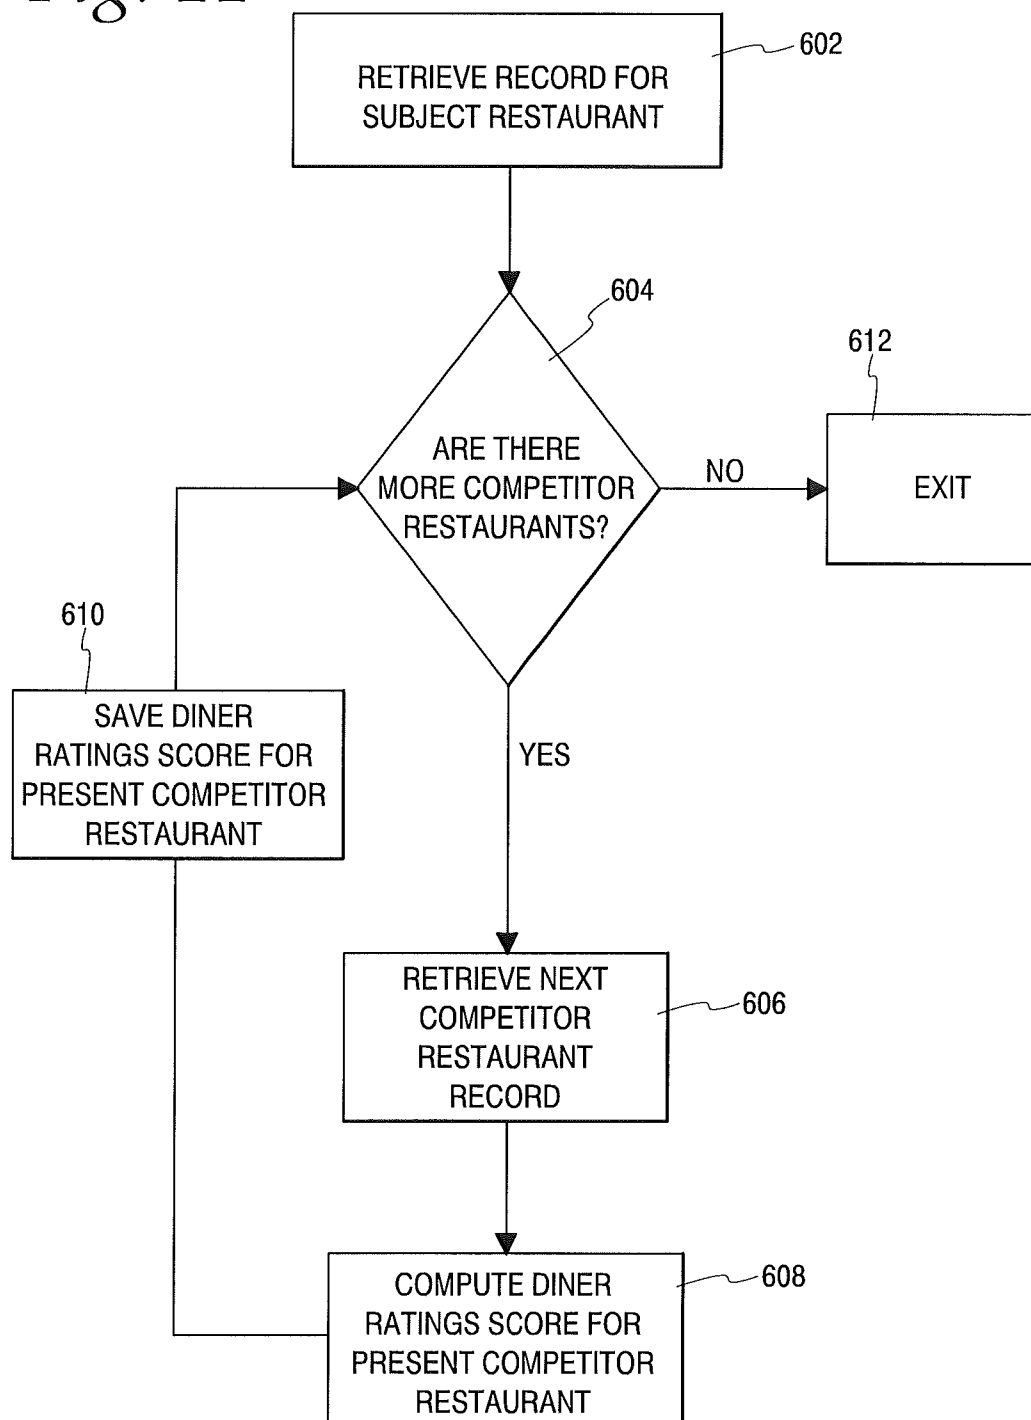 602
RETRIEVE RECORD FOR
SUBJECT RESTAURANT
604
612
ARE THERE
MORE COMPETITOR
RESTAURANTS?
NO
EXIT
610
SAVE DINER
RATINGS SCORE FOR
PRESENT COMPETITOR
RESTAURANT
YES
RETRIEVE NEXT
COMPETITOR
RESTAURANT
RECORD
606
COMPUTE DINER
RATINGS SCORE FOR
PRESENT COMPETITOR
RESTAURANT
608